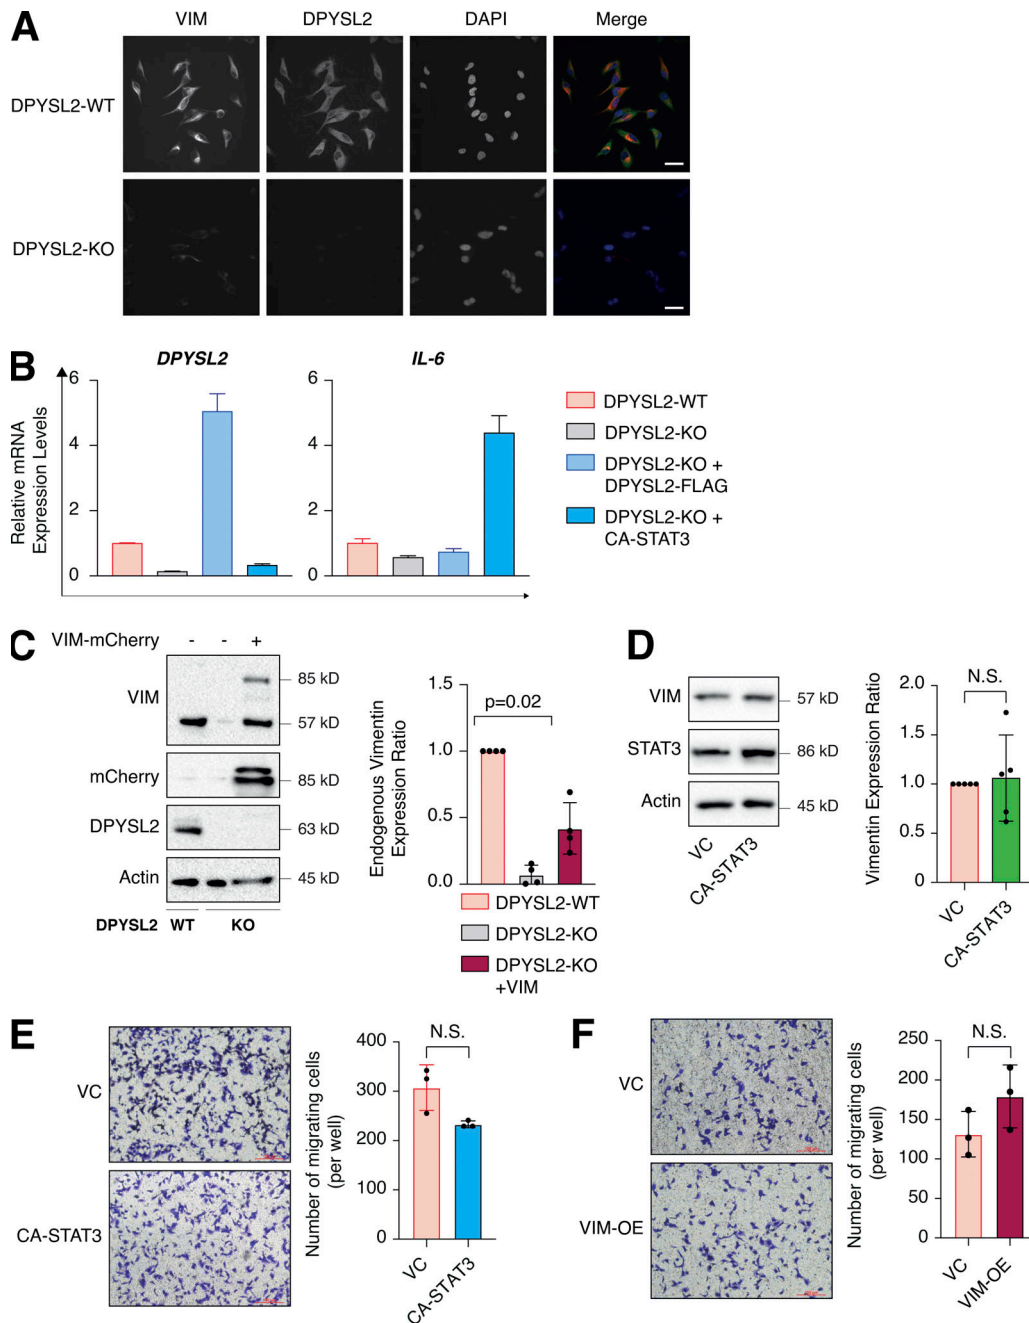 A
VIM
DPYSL2
DAPI
Merge
DPYSL2-WT
DPYSL2-KO
B
DPYSL2
IL-6
Relative mRNA
Expression Levels
6
4
2
0
6
4
2
0
DPYSL2-WT
DPYSL2-KO
DPYSL2-KO +
DPYSL2-FLAG
DPYSL2-KO +
CA-STAT3
C
VIM-mCherry
- - +
VIM
85 kD
57 kD
mCherry
85 kD
DPYSL2
63 kD
Actin
45 kD
DPYSL2 WT KO
Endogenous Vimentin
Expression Ratio
1.5
1.0
0.5
0.0
p=0.02
DPYSL2-WT
DPYSL2-KO
DPYSL2-KO
+VIM
D
VIM
57 kD
STAT3
86 kD
Actin
45 kD
VC
CA-STAT3
Vimentin Expression Ratio
2.0
1.5
1.0
0.5
0
N.S.
VC
CA-STAT3
E
VC
CA-STAT3
Number of migrating cells
(per well)
400
300
200
100
0
N.S.
VC
CA-STAT3
F
VC
VIM-OE
Number of migrating cells
(per well)
250
200
150
100
50
0
N.S.
VC
VIM-OE